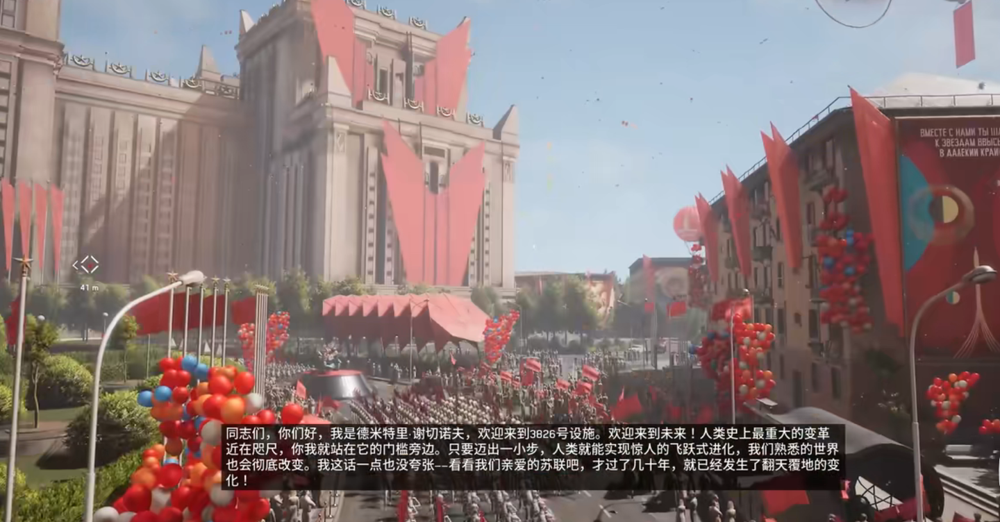 ВМЕСТЕ С НАМИ ТЫ ША
К ЗВЕЗДАМ ВВЫСЬ
В ДАЛЕКИЙ КРАЙ
41 m
同志们，你们好，我是德米特里·谢切诺夫，欢迎来到3826号设施。欢迎来到未来！人类史上最重大的变革
近在咫尺，你我就站在它的门槛旁边。只要迈出一小步，人类就能实现惊人的飞跃式进化，我们熟悉的世界
也会彻底改变。我这话一点也没夸张--看看我们亲爱的苏联吧，才过了几十年，就已经发生了翻天覆地的变
化！